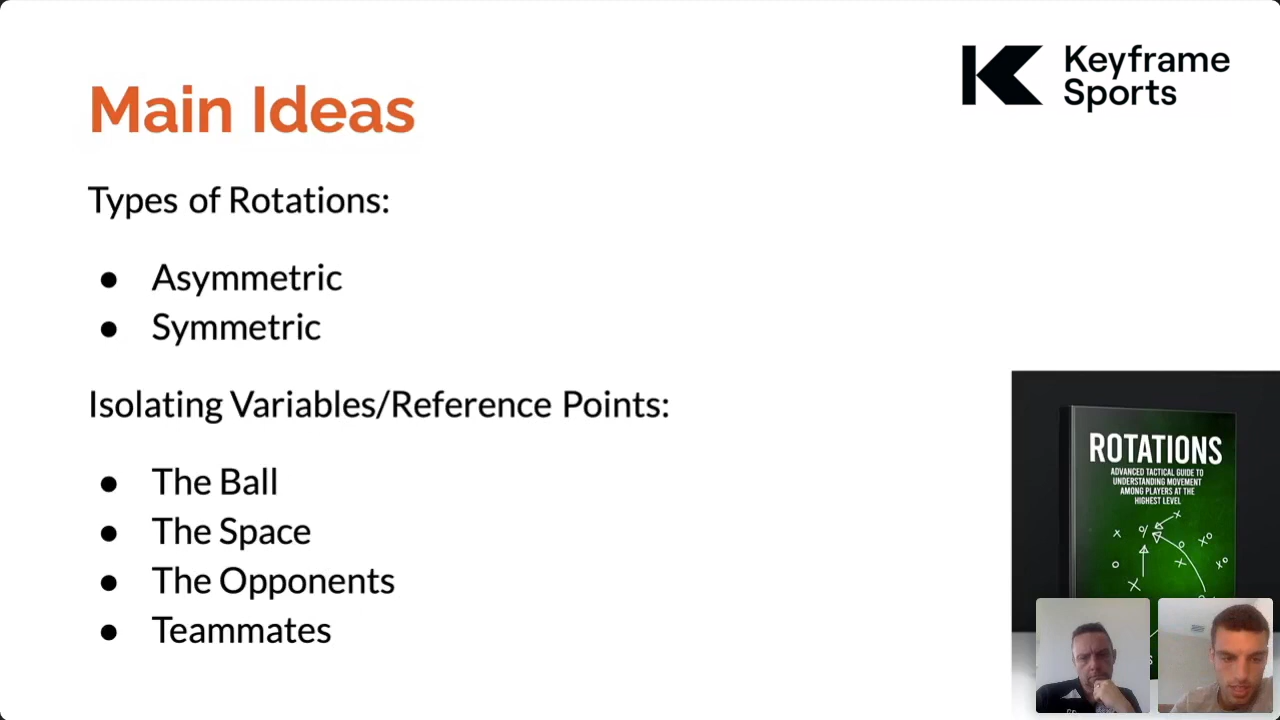 Keyframe
Sports
Main Ideas
Types of Rotations:
● Asymmetric
● Symmetric
Isolating Variables/Reference Points:
● The Ball
● The Space
● The Opponents
● Teammates
ROTATIONS
ADVANCED TACTICAL GUIDE TO
UNDERSTANDING MOVEMENT
AMONG PLAYERS AT THE
HIGHEST LEVEL